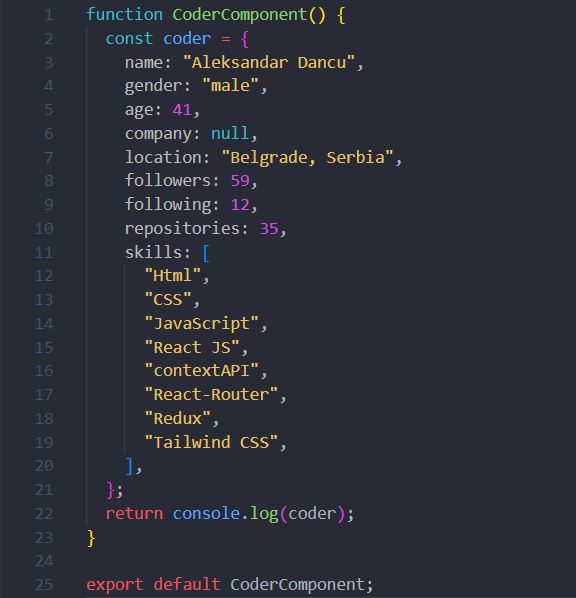 1 function CoderComponent() {
2   const coder = {
3     name: "Aleksandar Dancu",
4     gender: "male",
5     age: 41,
6     company: null,
7     location: "Belgrade, Serbia",
8     followers: 59,
9     following: 12,
10     repositories: 35,
11     skills: [
12       "Html",
13       "CSS",
14       "JavaScript",
15       "React JS",
16       "contextAPI",
17       "React-Router",
18       "Redux",
19       "Tailwind CSS",
20     ],
21   };
22   return console.log(coder);
23 }
24
25 export default CoderComponent;